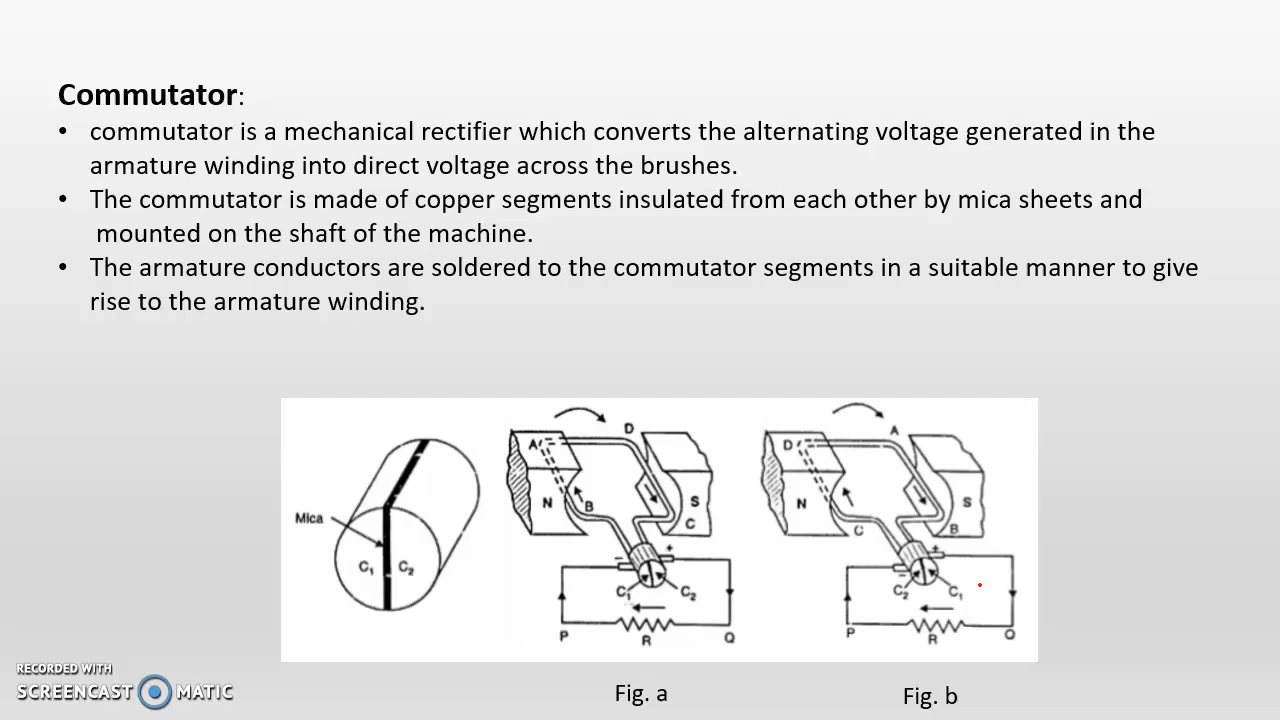 Commutator:
• commutator is a mechanical rectifier which converts the alternating voltage generated in the
armature winding into direct voltage across the brushes.
• The commutator is made of copper segments insulated from each other by mica sheets and
mounted on the shaft of the machine.
• The armature conductors are soldered to the commutator segments in a suitable manner to give
rise to the armature winding.
Mica
C₁ C₂
A D
N B S
C
− +
C₁ C₂
P R Q
D A
N S
C B
− +
C₂ C₁
P R Q
Fig. a
Fig. b
RECORDED WITH
SCREENCAST MATIC